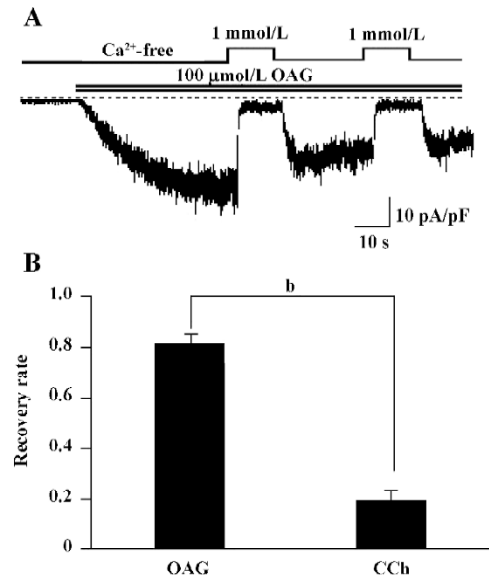 A
1 mmol/L 1 mmol/L
Ca²⁺-free
100 μmol/L OAG
10 pA/pF
10 s
B
b
Recovery rate
1.0
0.8
0.6
0.4
0.2
0
OAG CCh